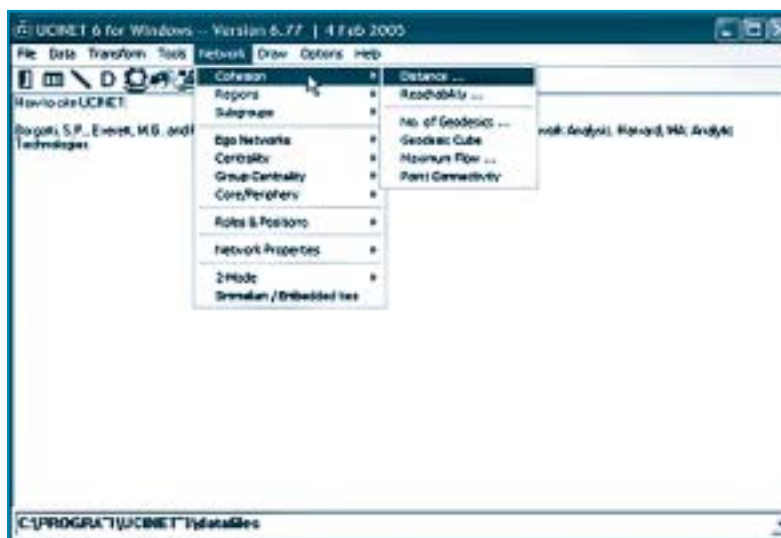 UCINET 6 for Windows -- Version 6.77 | 4 Feb 2005
File Data Transform Tools Network Draw Options Help
How to cite UCINET:
Borgatti, S.P., Everett, M.G. and F work Analysis. Harvard, MA: Analytic
Technologies.
Cohesion
Regions
Subgroups
Ego Networks
Centrality
Group Centrality
Core/Periphery
Roles & Positions
Network Properties
2-Mode
Simmelian / Embedded ties
Distance ...
Reachability ...
No. of Geodesics ...
Geodesic Cube
Maximum Flow ...
Point Connectivity
C:\PROGRA~1\UCINET~1\datafiles